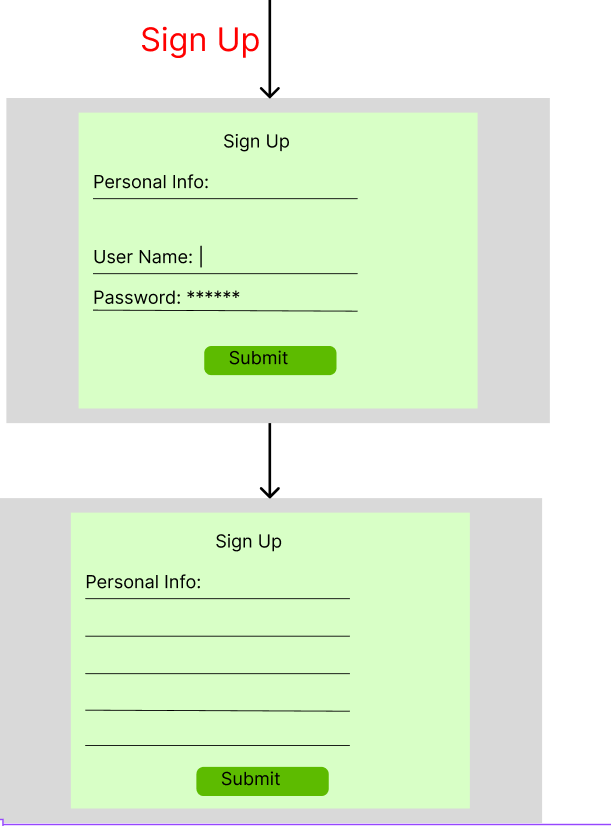 Sign Up
Sign Up
Personal Info:
User Name: |
Password: ******
Submit
Sign Up
Personal Info:
Submit